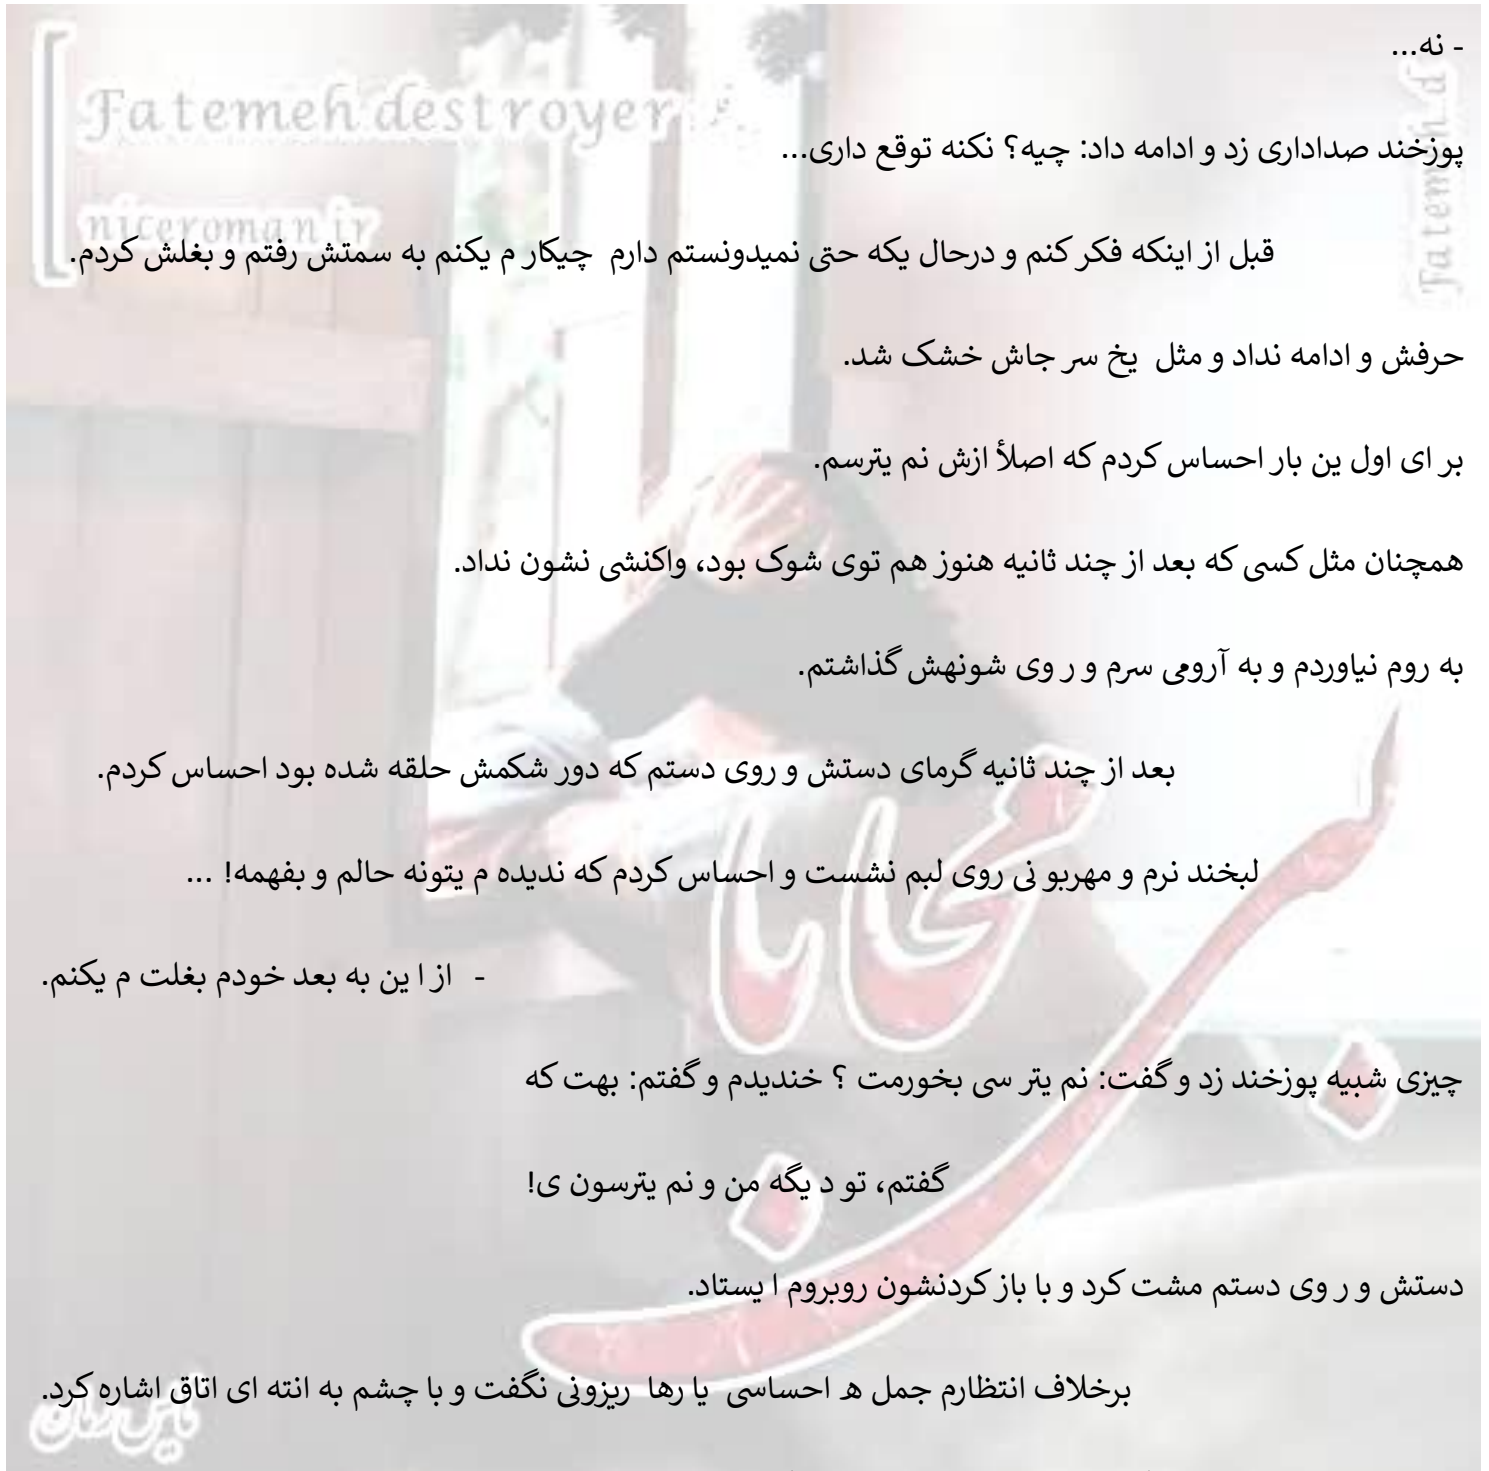 Fatemeh.destroyer
niceroman.ir
Fatemeh.d
- نه...
پوزخند صداداری زد و ادامه داد: چیه؟ نکنه توقع داری...
قبل از اینکه فکر کنم و درحال یکه حتی نمیدونستم دارم چیکار م یکنم به سمتش رفتم و بغلش کردم.
حرفش و ادامه نداد و مثل یخ سر جاش خشک شد.
بر ای اول ین بار احساس کردم که اصلأ ازش نم یترسم.
همچنان مثل کسی که بعد از چند ثانیه هنوز هم توی شوک بود، واکنشی نشون نداد.
به روم نیاوردم و به آرومی سرم و ر وی شونهش گذاشتم.
بعد از چند ثانیه گرمای دستش و روی دستم که دور شکمش حلقه شده بود احساس کردم.
لبخند نرم و مهربو نی روی لبم نشست و احساس کردم که ندیده م یتونه حالم و بفهمه! ...
- از ا ین به بعد خودم بغلت م یکنم.
چیزی شبیه پوزخند زد و گفت: نم یتر سی بخورمت ؟ خندیدم و گفتم: بهت که
گفتم، تو د یگه من و نم یترسون ی!
دستش و ر وی دستم مشت کرد و با باز کردنشون روبروم ا یستاد.
برخلاف انتظارم جمل ه احساسی یا رها ریزونی نگفت و با چشم به انته ای اتاق اشاره کرد.
بی محابا
نایس رمان